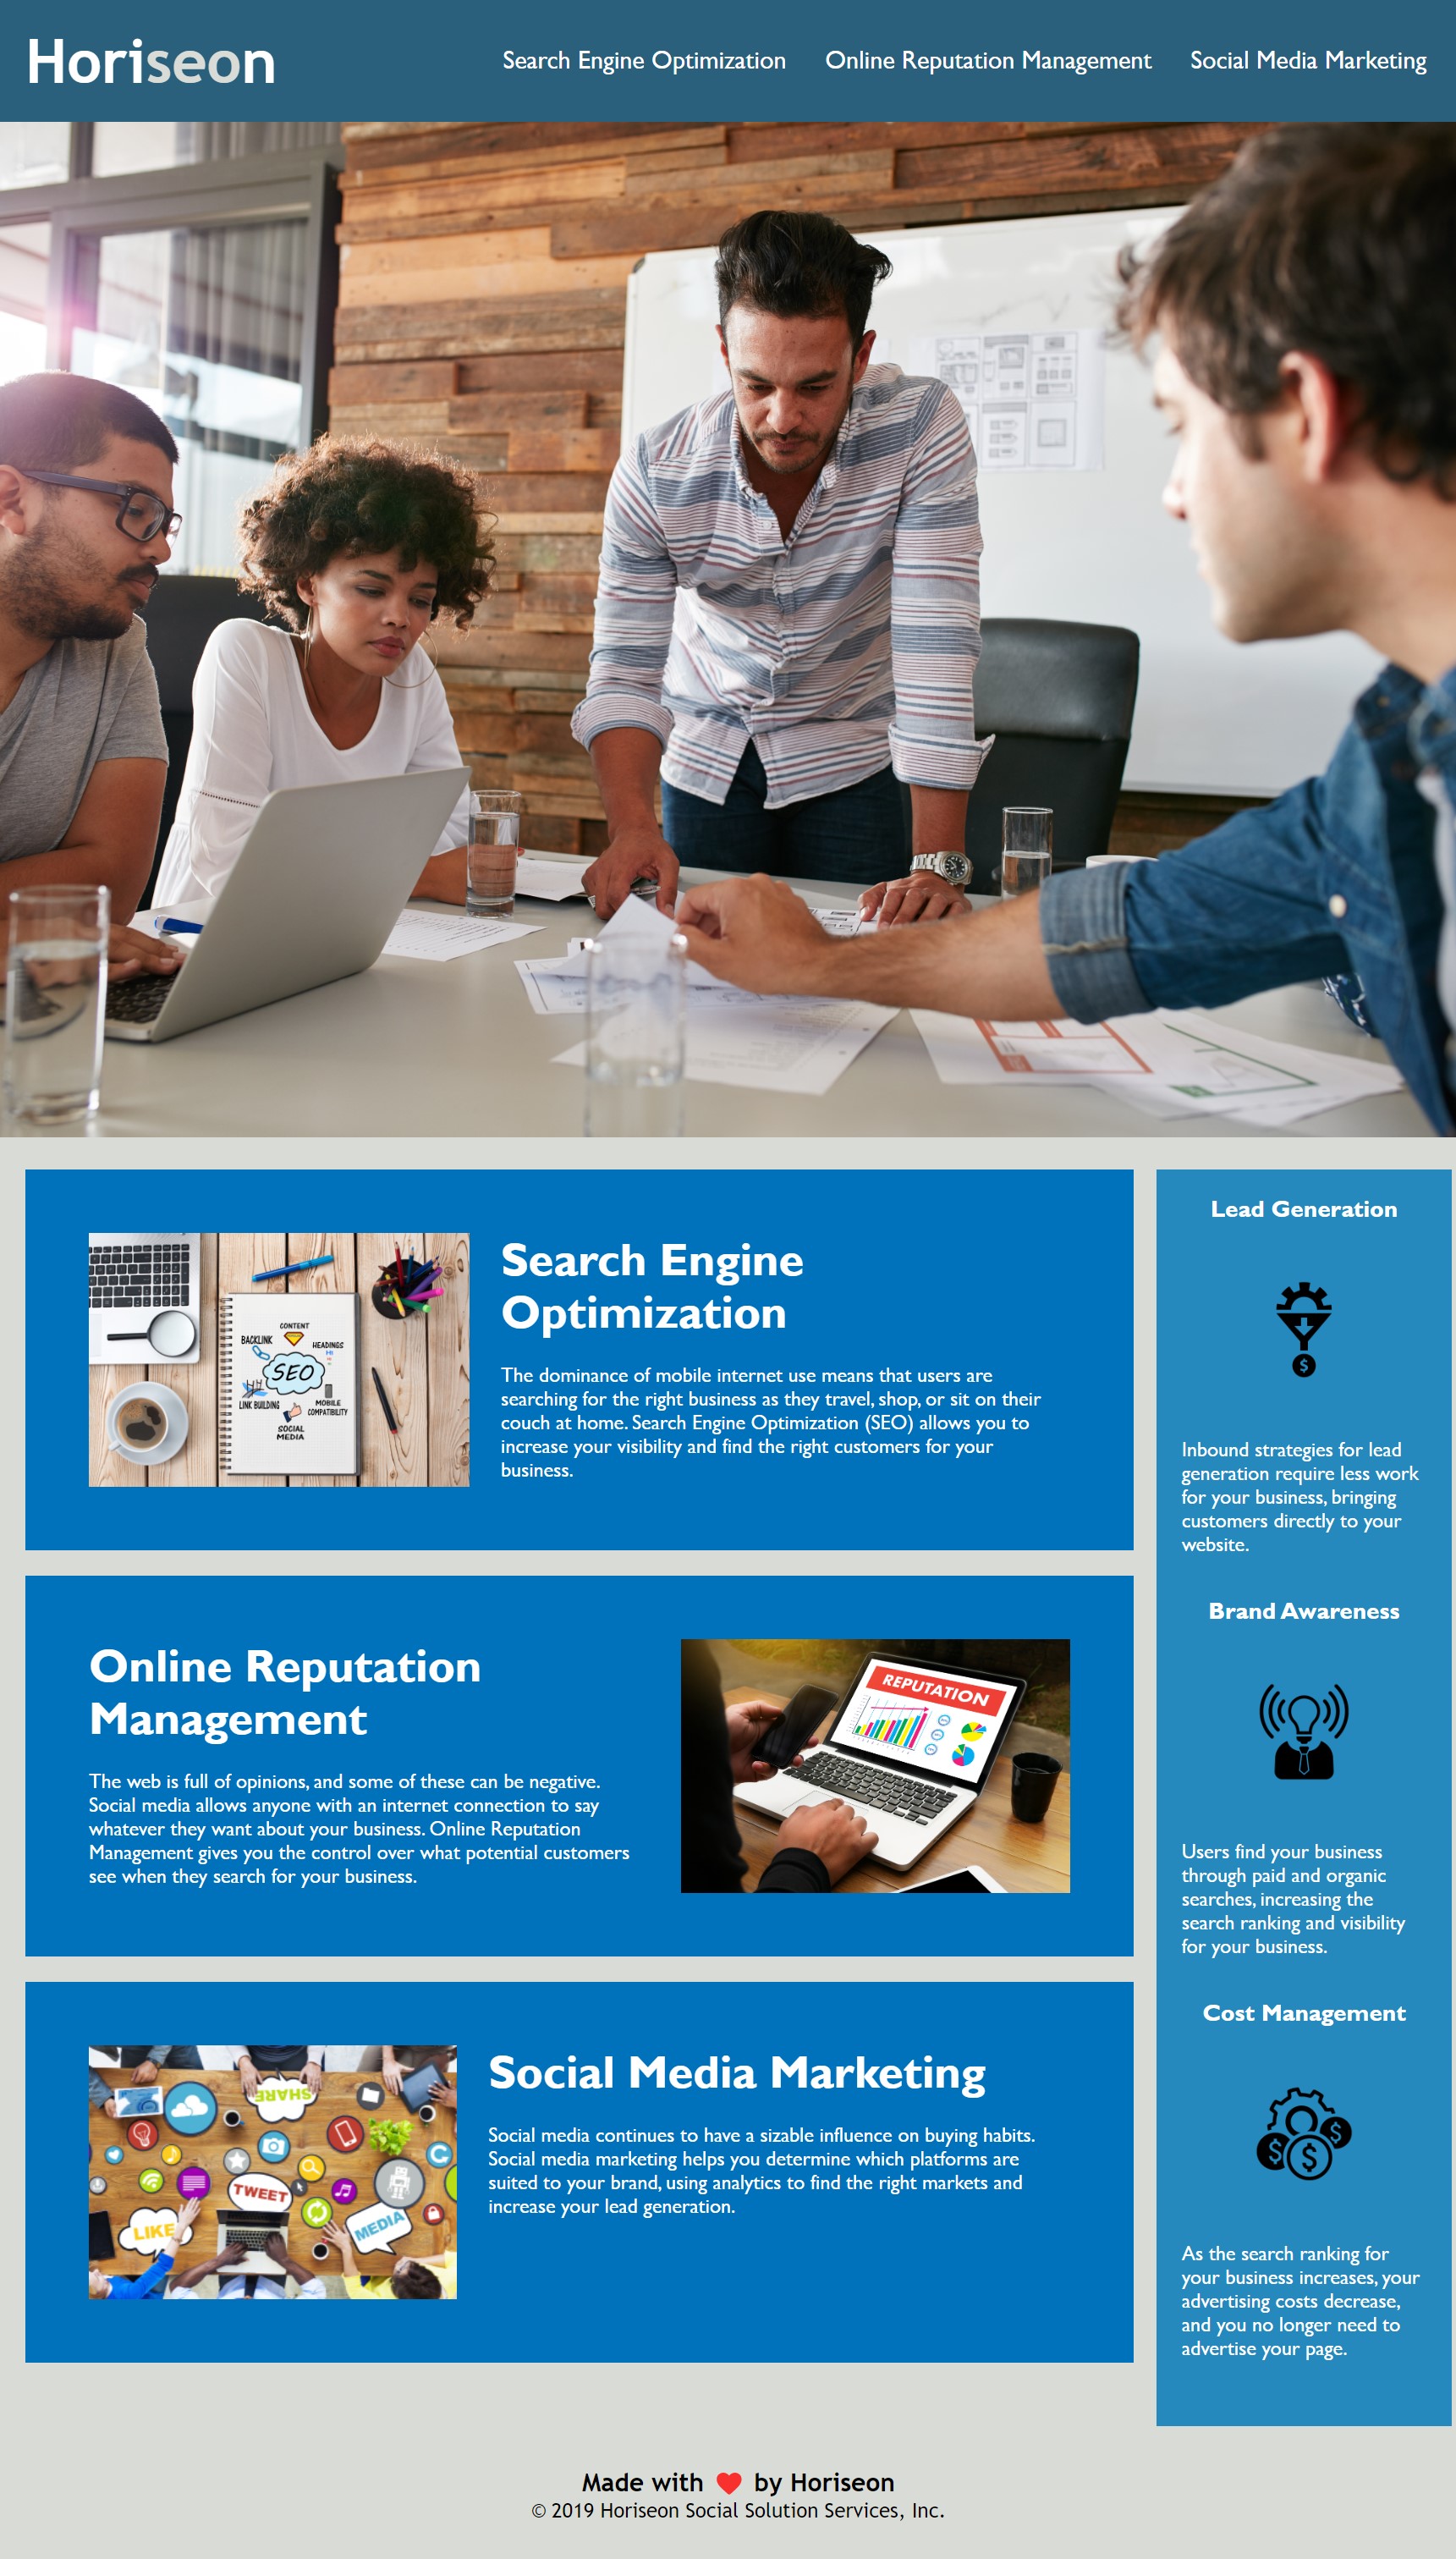 Horiseon
Search Engine Optimization
Online Reputation Management
Social Media Marketing
CONTENT
BACKLINK
HEADINGS
H1
SEO
LINK BUILDING
MOBILE
COMPATIBILITY
SOCIAL
MEDIA
Search Engine
Optimization
The dominance of mobile internet use means that users are
searching for the right business as they travel, shop, or sit on their
couch at home. Search Engine Optimization (SEO) allows you to
increase your visibility and find the right customers for your
business.
Online Reputation
Management
The web is full of opinions, and some of these can be negative.
Social media allows anyone with an internet connection to say
whatever they want about your business. Online Reputation
Management gives you the control over what potential customers
see when they search for your business.
REPUTATION
SHARE
TWEET
LIKE
MEDIA
Social Media Marketing
Social media continues to have a sizable influence on buying habits.
Social media marketing helps you determine which platforms are
suited to your brand, using analytics to find the right markets and
increase your lead generation.
Lead Generation
$
Inbound strategies for lead
generation require less work
for your business, bringing
customers directly to your
website.
Brand Awareness
Users find your business
through paid and organic
searches, increasing the
search ranking and visibility
for your business.
Cost Management
$ $ $
As the search ranking for
your business increases, your
advertising costs decrease,
and you no longer need to
advertise your page.
Made with ❤️ by Horiseon
© 2019 Horiseon Social Solution Services, Inc.